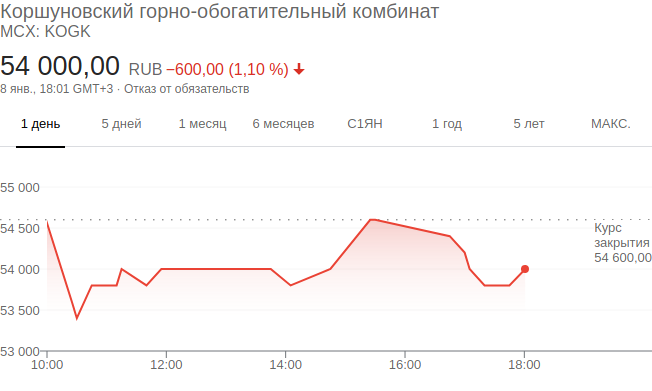 Коршуновский горно-обогатительный комбинат
MCX: KOGK
54 000,00 RUB −600,00 (1,10 %)
8 янв., 18:01 GMT+3 · Отказ от обязательств
1 день 5 дней 1 месяц 6 месяцев С1ЯН 1 год 5 лет МАКС.
55 000
54 500
54 000
53 500
53 000
Курс
закрытия
54 600,00
10:00 12:00 14:00 16:00 18:00